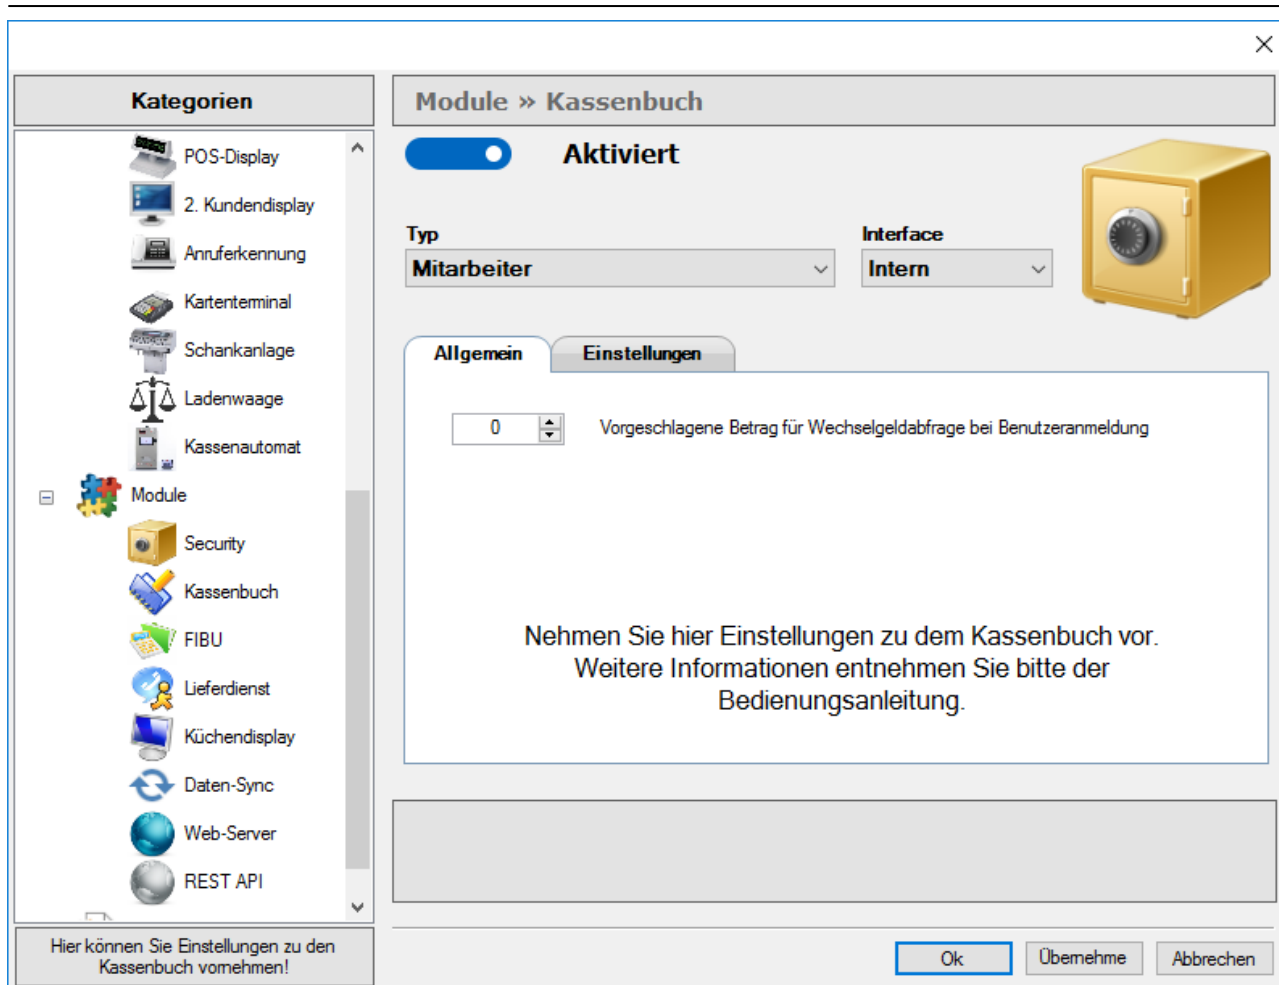 Kategorien
POS-Display
2. Kundendisplay
Anruferkennung
Kartenterminal
Schankanlage
Ladenwaage
Kassenautomat
Module
Security
Kassenbuch
FIBU
Lieferdienst
Küchendisplay
Daten-Sync
Web-Server
REST API
Hier können Sie Einstellungen zu den
Kassenbuch vornehmen!
Module » Kassenbuch
Aktiviert
Typ
Interface
Mitarbeiter
Intern
Allgemein
Einstellungen
0
Vorgeschlagene Betrag für Wechselgeldabfrage bei Benutzeranmeldung
Nehmen Sie hier Einstellungen zu dem Kassenbuch vor.
Weitere Informationen entnehmen Sie bitte der
Bedienungsanleitung.
Ok
Übernehme
Abbrechen